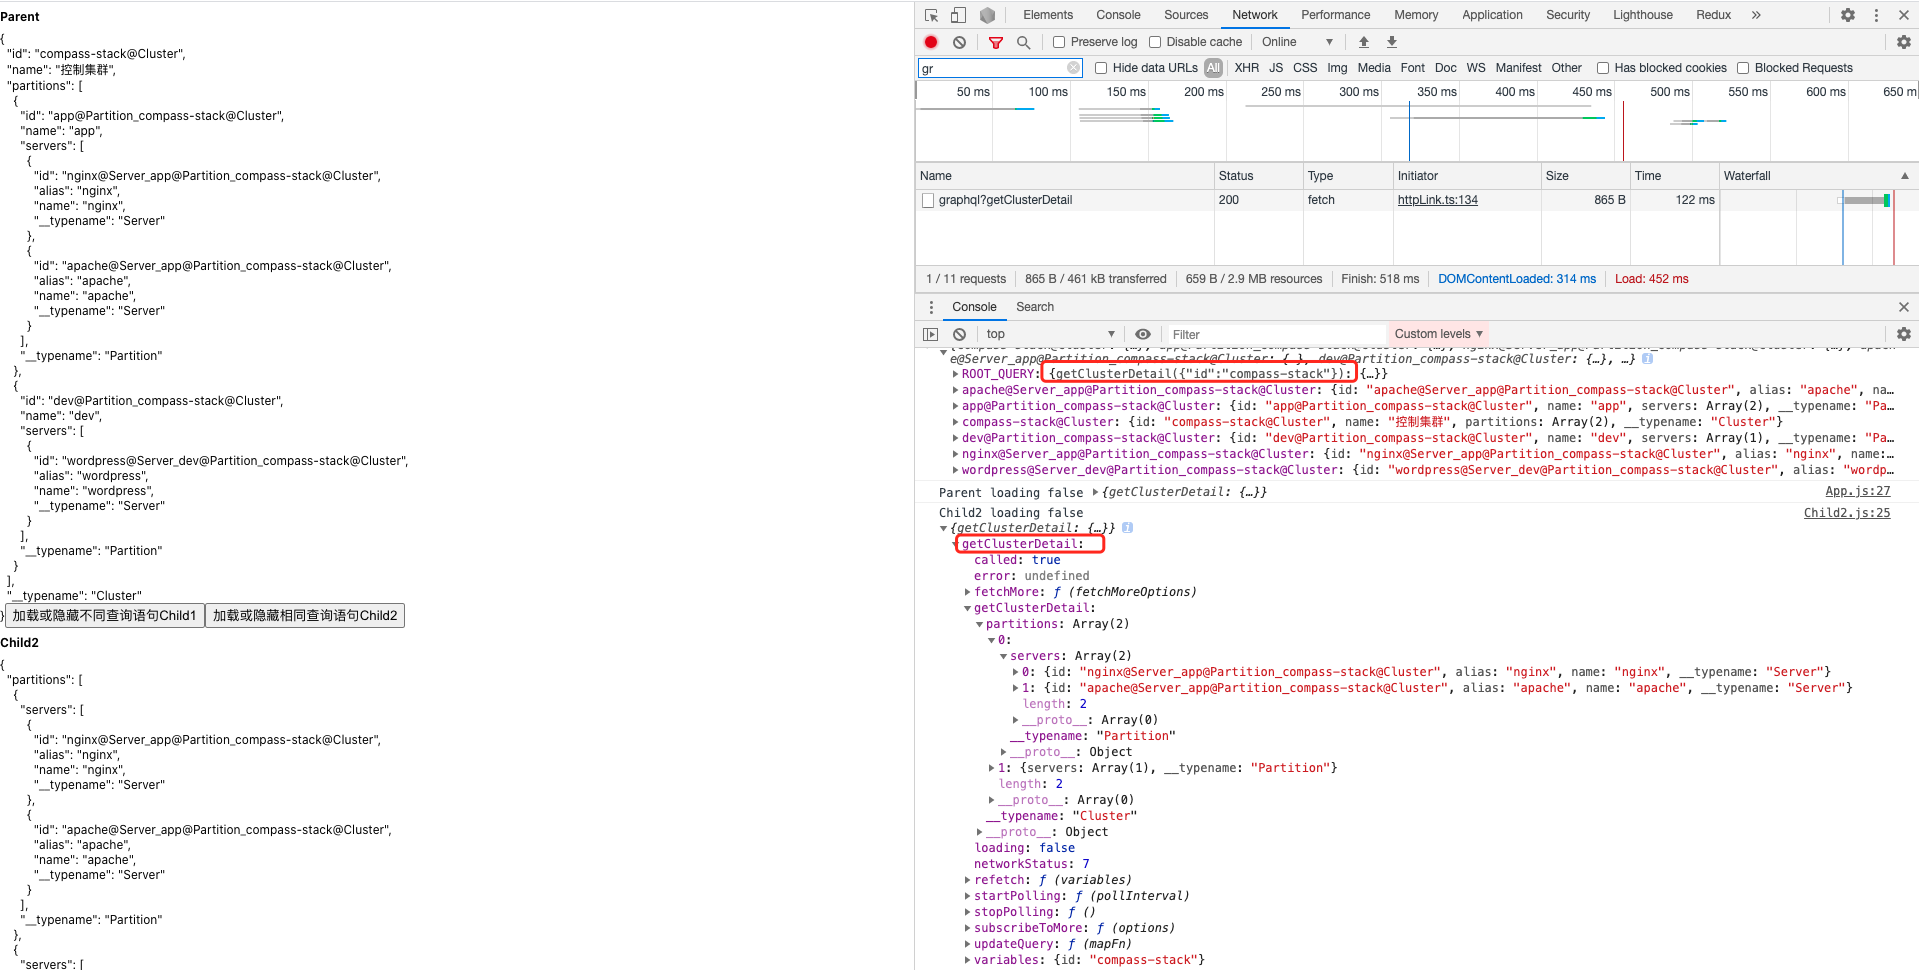 Parent
{
"id": "compass-stack@Cluster",
"name": "控制集群",
"partitions": [
{
"id": "app@Partition_compass-stack@Cluster",
"name": "app",
"servers": [
{
"id": "nginx@Server_app@Partition_compass-stack@Cluster",
"alias": "nginx",
"name": "nginx",
"__typename": "Server"
},
{
"id": "apache@Server_app@Partition_compass-stack@Cluster",
"alias": "apache",
"name": "apache",
"__typename": "Server"
}
],
"__typename": "Partition"
},
{
"id": "dev@Partition_compass-stack@Cluster",
"name": "dev",
"servers": [
{
"id": "wordpress@Server_dev@Partition_compass-stack@Cluster",
"alias": "wordpress",
"name": "wordpress",
"__typename": "Server"
}
],
"__typename": "Partition"
}
],
"__typename": "Cluster"
} 加载或隐藏不同查询语句Child1 加载或隐藏相同查询语句Child2
Child2
{
"partitions": [
{
"servers": [
{
"id": "nginx@Server_app@Partition_compass-stack@Cluster",
"alias": "nginx",
"name": "nginx",
"__typename": "Server"
},
{
"id": "apache@Server_app@Partition_compass-stack@Cluster",
"alias": "apache",
"name": "apache",
"__typename": "Server"
}
],
"__typename": "Partition"
},
{
"servers": [
Elements Console Sources Network Performance Memory Application Security Lighthouse Redux »
Preserve log Disable cache Online
gr Hide data URLs All XHR JS CSS Img Media Font Doc WS Manifest Other Has blocked cookies Blocked Requests
50 ms 100 ms 150 ms 200 ms 250 ms 300 ms 350 ms 400 ms 450 ms 500 ms 550 ms 600 ms 650 m
Name Status Type Initiator Size Time Waterfall
graphql?getClusterDetail 200 fetch httpLink.ts:134 865 B 122 ms
1 / 11 requests 865 B / 461 kB transferred 659 B / 2.9 MB resources Finish: 518 ms DOMContentLoaded: 314 ms Load: 452 ms
Console Search
top Filter Custom levels
e@Server_app@Partition_compass-stack@Cluster: {…}, dev@Partition_compass-stack@Cluster: {…}, …}
ROOT_QUERY: {getClusterDetail({"id":"compass-stack"}): {…}}
apache@Server_app@Partition_compass-stack@Cluster: {id: "apache@Server_app@Partition_compass-stack@Cluster", alias: "apache", na…
app@Partition_compass-stack@Cluster: {id: "app@Partition_compass-stack@Cluster", name: "app", servers: Array(2), __typename: "Pa…
compass-stack@Cluster: {id: "compass-stack@Cluster", name: "控制集群", partitions: Array(2), __typename: "Cluster"}
dev@Partition_compass-stack@Cluster: {id: "dev@Partition_compass-stack@Cluster", name: "dev", servers: Array(1), __typename: "Pa…
nginx@Server_app@Partition_compass-stack@Cluster: {id: "nginx@Server_app@Partition_compass-stack@Cluster", alias: "nginx", name:…
wordpress@Server_dev@Partition_compass-stack@Cluster: {id: "wordpress@Server_dev@Partition_compass-stack@Cluster", alias: "wordp…
Parent loading false {getClusterDetail: {…}} App.js:27
Child2 loading false Child2.js:25
{getClusterDetail: {…}}
getClusterDetail:
called: true
error: undefined
fetchMore: ƒ (fetchMoreOptions)
getClusterDetail:
partitions: Array(2)
0:
servers: Array(2)
0: {id: "nginx@Server_app@Partition_compass-stack@Cluster", alias: "nginx", name: "nginx", __typename: "Server"}
1: {id: "apache@Server_app@Partition_compass-stack@Cluster", alias: "apache", name: "apache", __typename: "Server"}
length: 2
__proto__: Array(0)
__typename: "Partition"
__proto__: Object
1: {servers: Array(1), __typename: "Partition"}
length: 2
__proto__: Array(0)
__typename: "Cluster"
__proto__: Object
loading: false
networkStatus: 7
refetch: ƒ (variables)
startPolling: ƒ (pollInterval)
stopPolling: ƒ ()
subscribeToMore: ƒ (options)
updateQuery: ƒ (mapFn)
variables: {id: "compass-stack"}